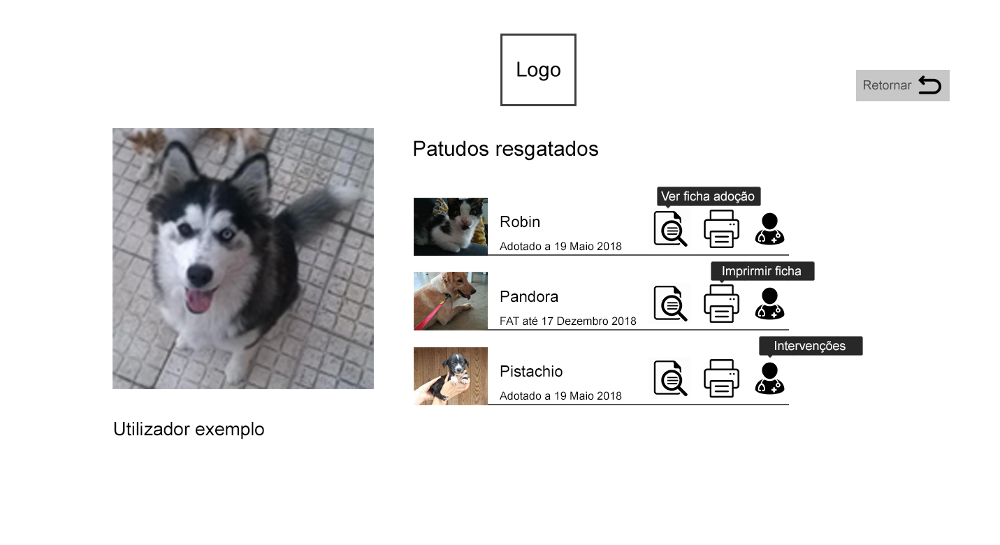 Logo
Retornar
Patudos resgatados
Ver ficha adoção
Robin
Adotado a 19 Maio 2018
Imprirmir ficha
Pandora
FAT até 17 Dezembro 2018
Intervenções
Pistachio
Adotado a 19 Maio 2018
Utilizador exemplo